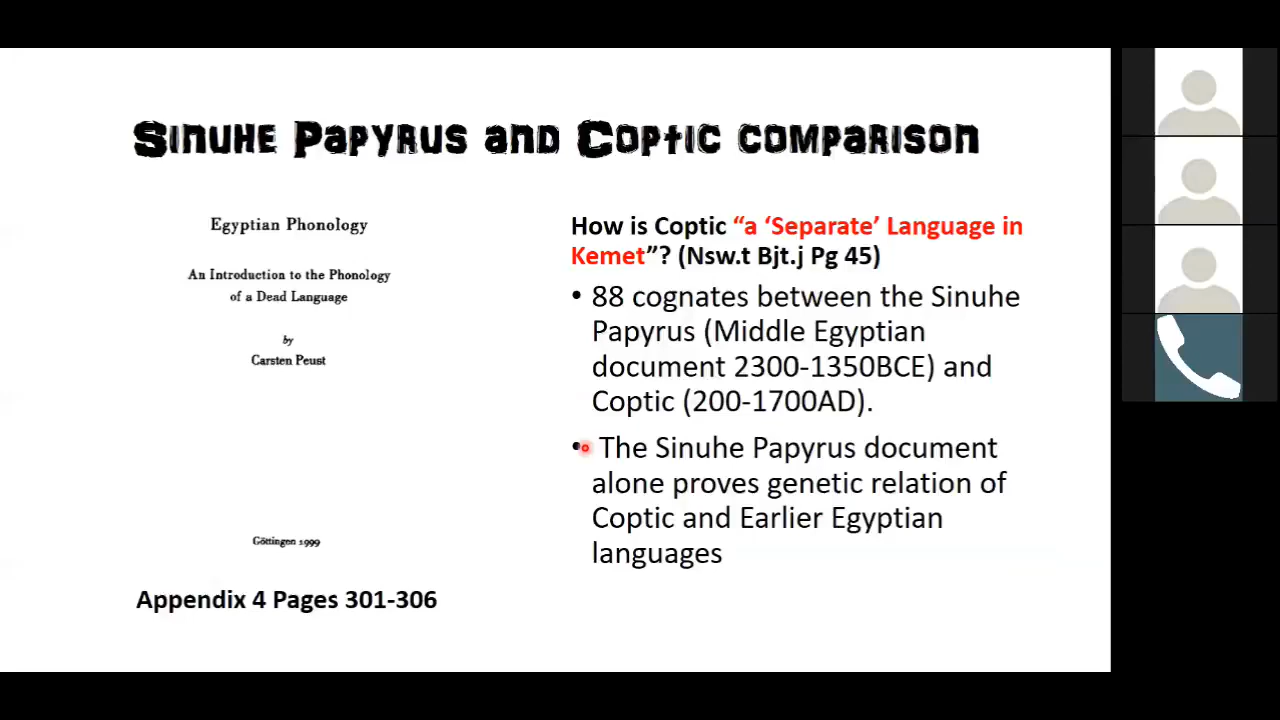 Sinuhe Papyrus and Coptic comparison
Egyptian Phonology
An Introduction to the Phonology
of a Dead Language
by
Carsten Peust
Göttingen 1999
Appendix 4 Pages 301-306
How is Coptic “a ‘Separate’ Language in
Kemet”? (Nsw.t Bjt.j Pg 45)
• 88 cognates between the Sinuhe
Papyrus (Middle Egyptian
document 2300-1350BCE) and
Coptic (200-1700AD).
• The Sinuhe Papyrus document
alone proves genetic relation of
Coptic and Earlier Egyptian
languages